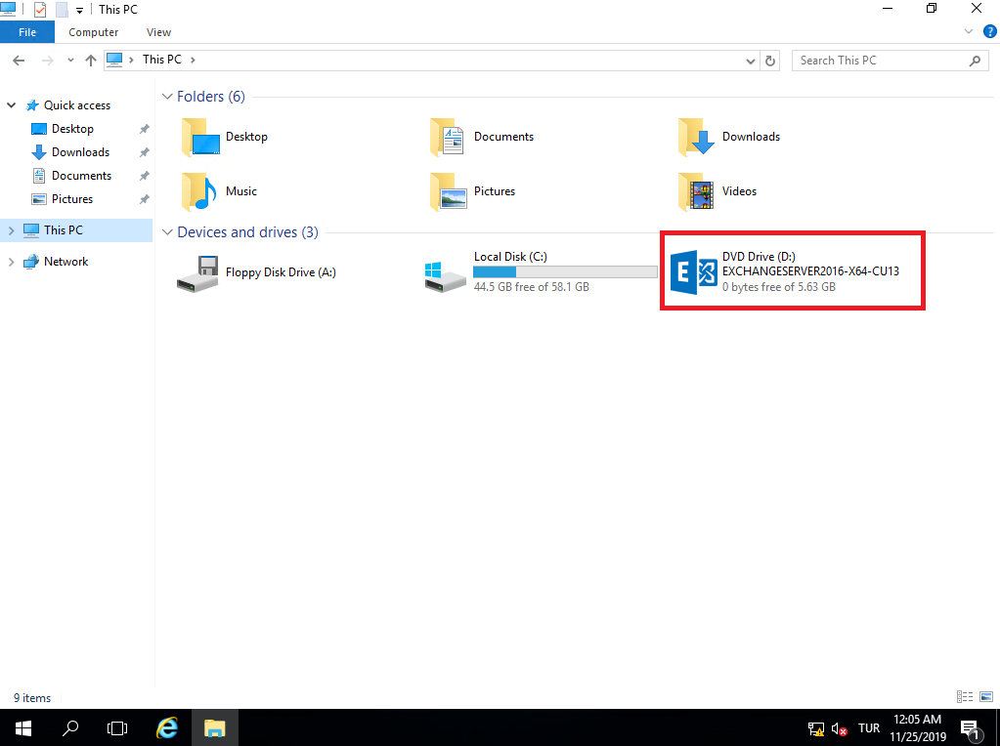 This PC
File Computer View
This PC
Search This PC
Quick access
Desktop
Downloads
Documents
Pictures
This PC
Network
Folders (6)
Desktop
Documents
Downloads
Music
Pictures
Videos
Devices and drives (3)
Floppy Disk Drive (A:)
Local Disk (C:)
44.5 GB free of 58.1 GB
DVD Drive (D:)
EXCHANGESERVER2016-X64-CU13
0 bytes free of 5.63 GB
9 items
TUR
12:05 AM
11/25/2019
1